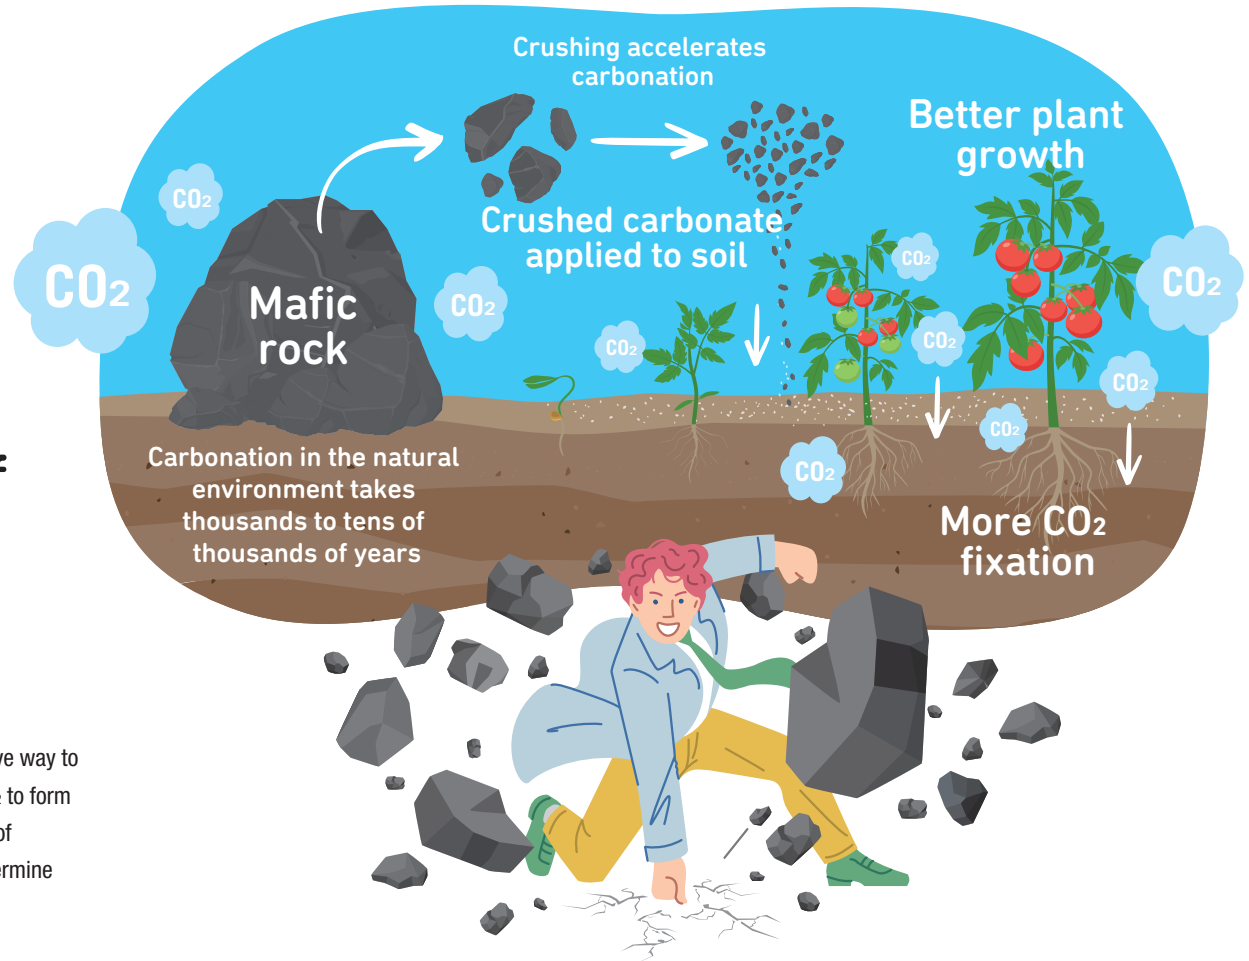 Crushing accelerates
carbonation
Better plant
growth
CO2
CO2
Crushed carbonate
applied to soil
CO2
CO2
CO2
Mafic
rock
CO2
CO2
CO2
CO2
CO2
CO2
Carbonation in the natural
environment takes
thousands to tens of
thousands of years
More CO2
fixation
way to
to form
of